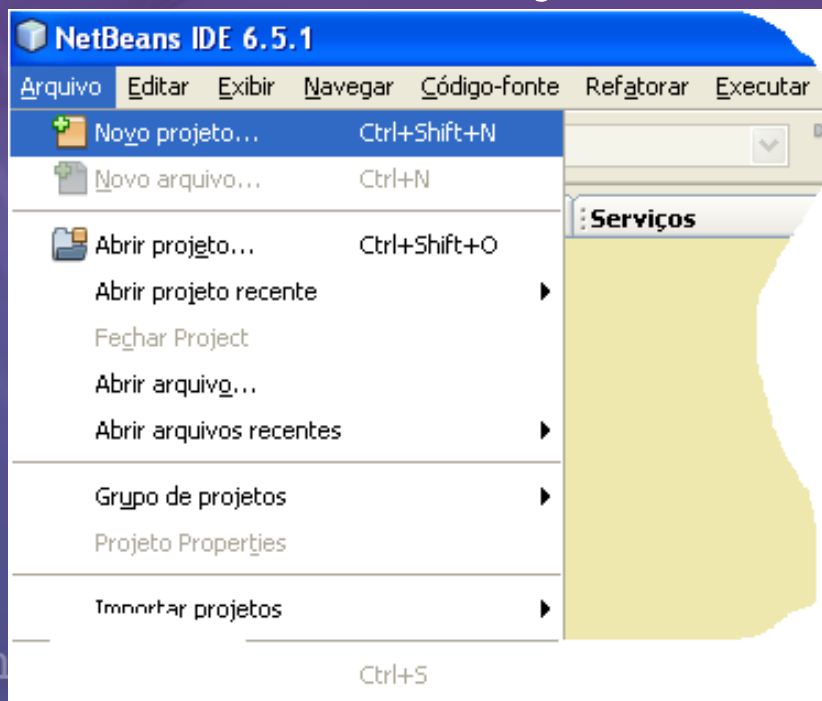 NetBeans IDE 6.5.1
Arquivo Editar Exibir Navegar Código-fonte Refatorar Executar
Novo projeto... Ctrl+Shift+N
Novo arquivo... Ctrl+N
Serviços
Abrir projeto... Ctrl+Shift+O
Abrir projeto recente
Fechar Project
Abrir arquivo...
Abrir arquivos recentes
Grupo de projetos
Projeto Properties
Importar projetos
Ctrl+S